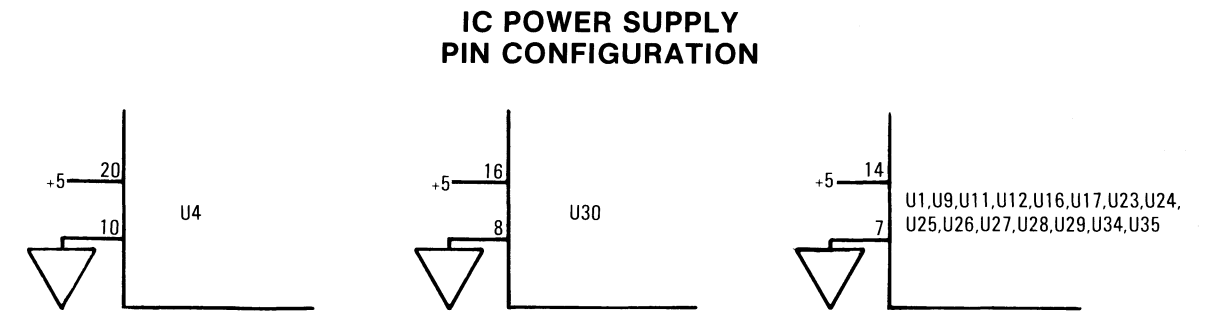 IC POWER SUPPLY
PIN CONFIGURATION
20
+5
U4
10
16
+5
U30
8
14
+5
U1,U9,U11,U12,U16,U17,U23,U24,
U25,U26,U27,U28,U29,U34,U35
7